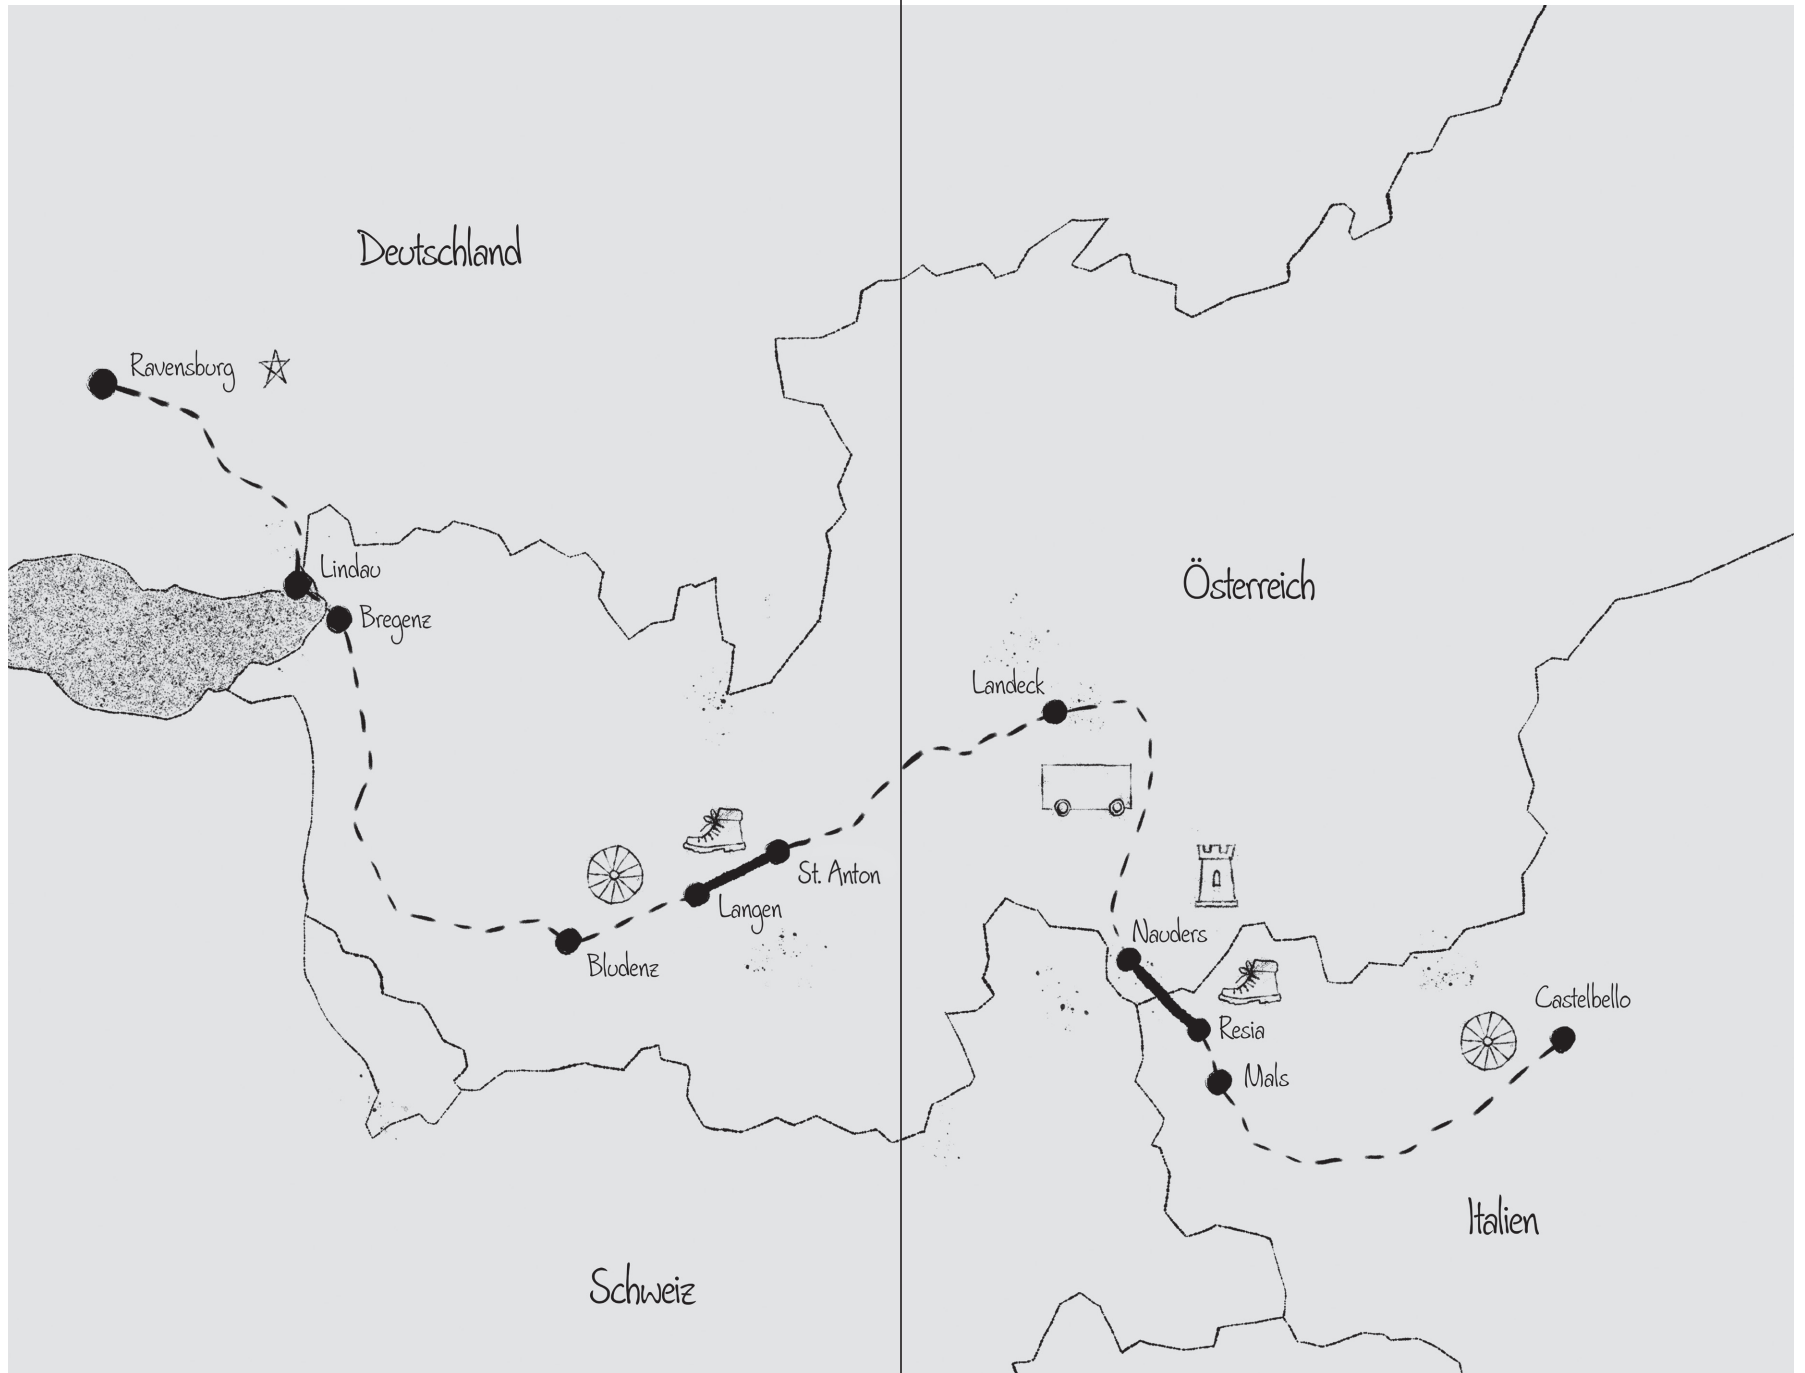 Deutschland
Ravensburg
Lindau
Bregenz
Österreich
Landeck
St. Anton
Langen
Bludenz
Nauders
Castelbello
Resia
Mals
Italien
Schweiz